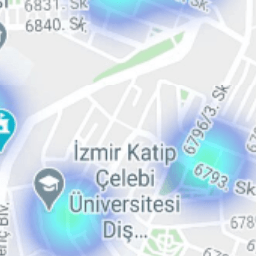 6831. Sk
6840. Sk.
6796/3. Sk
İzmir Katip
Çelebi
Üniversitesi
Diş...
6793. Sk